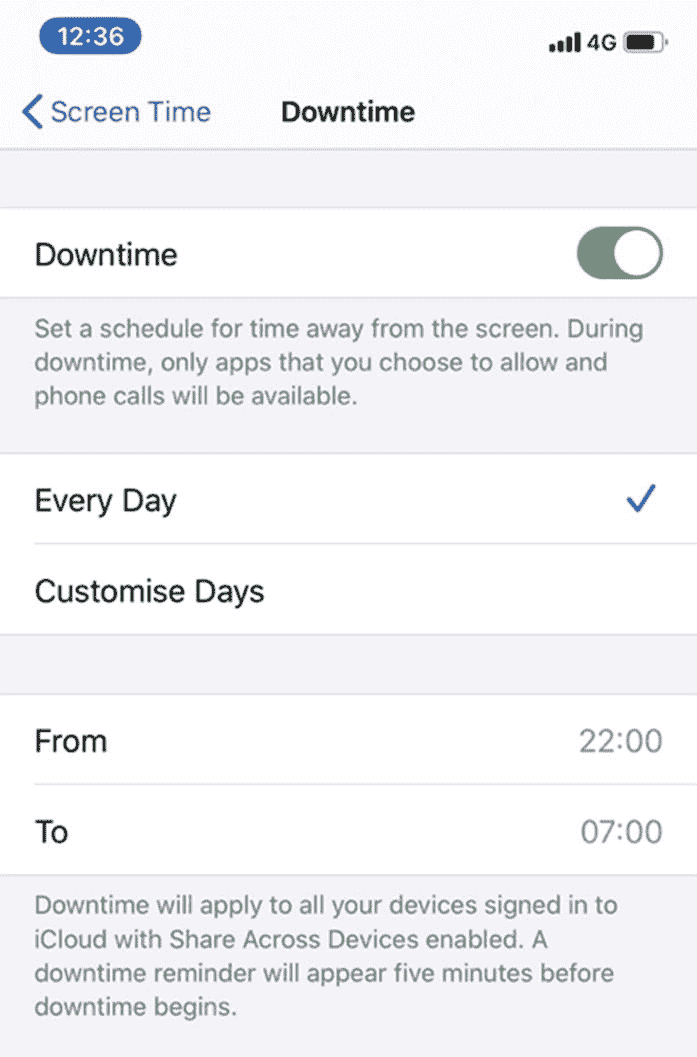 12:36
4G
Screen Time
Downtime
Downtime
Set a schedule for time away from the screen. During
downtime, only apps that you choose to allow and
phone calls will be available.
Every Day
Customise Days
From
22:00
To
07:00
Downtime will apply to all your devices signed in to
iCloud with Share Across Devices enabled. A
downtime reminder will appear five minutes before
downtime begins.